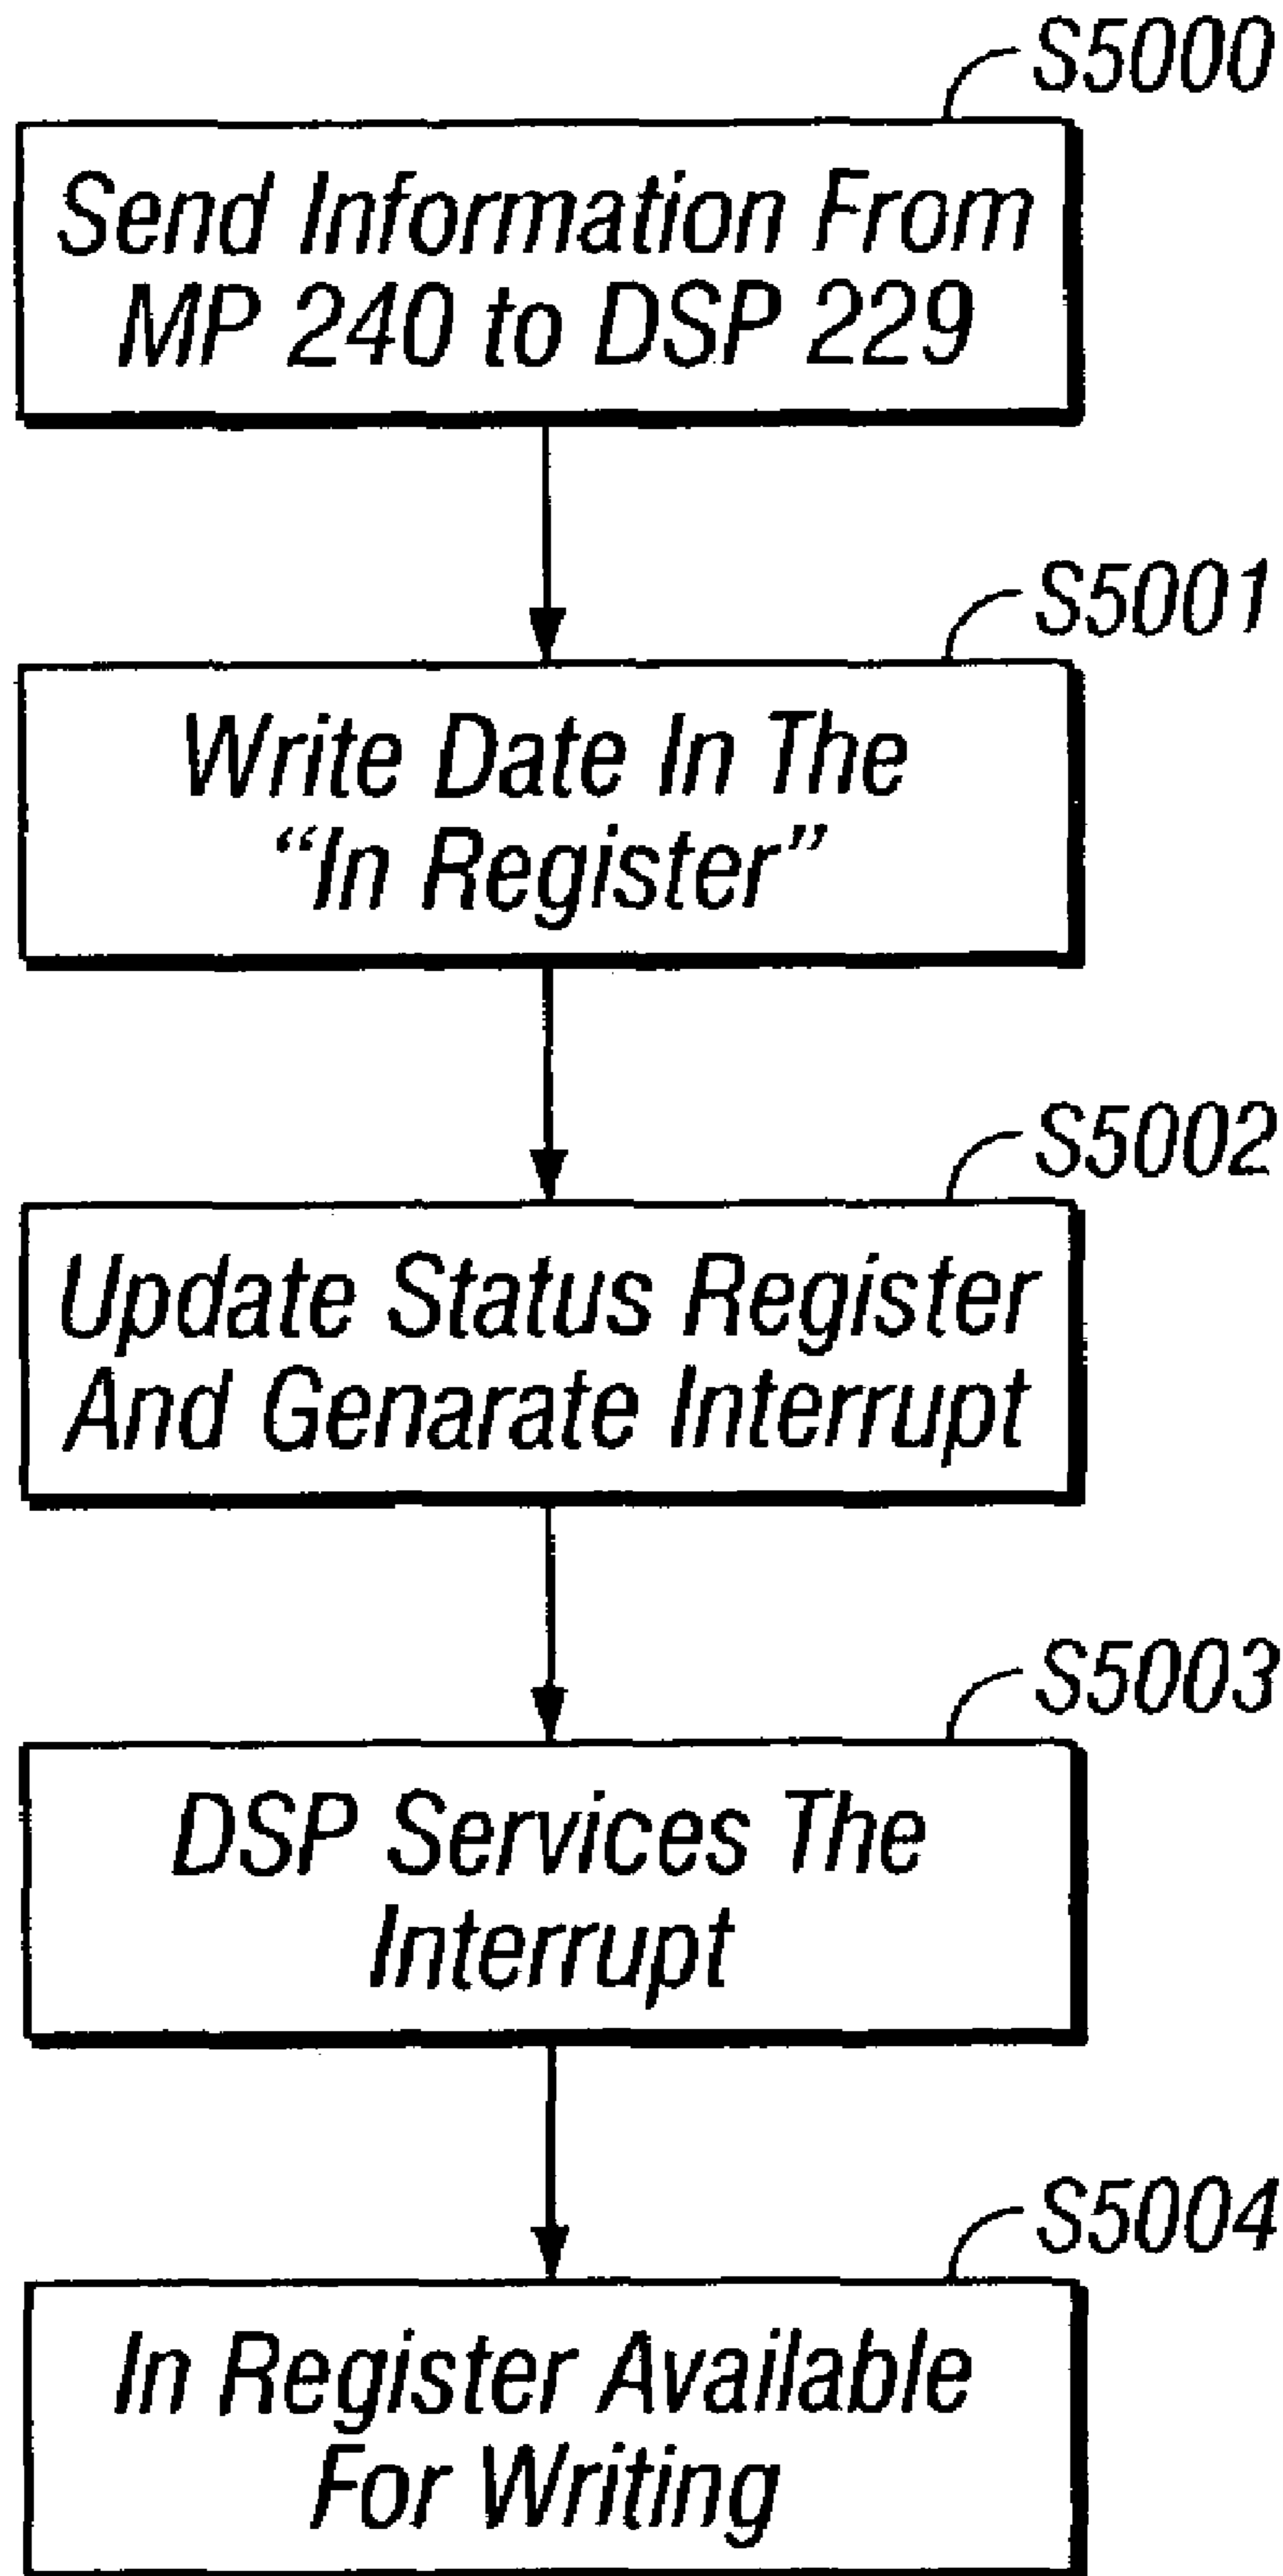 S5000
Send Information From
MP 240 to DSP 229
S5001
Write Date In The
“In Register”
S5002
Update Status Register
And Genarate Interrupt
S5003
DSP Services The
Interrupt
S5004
In Register Available
For Writing